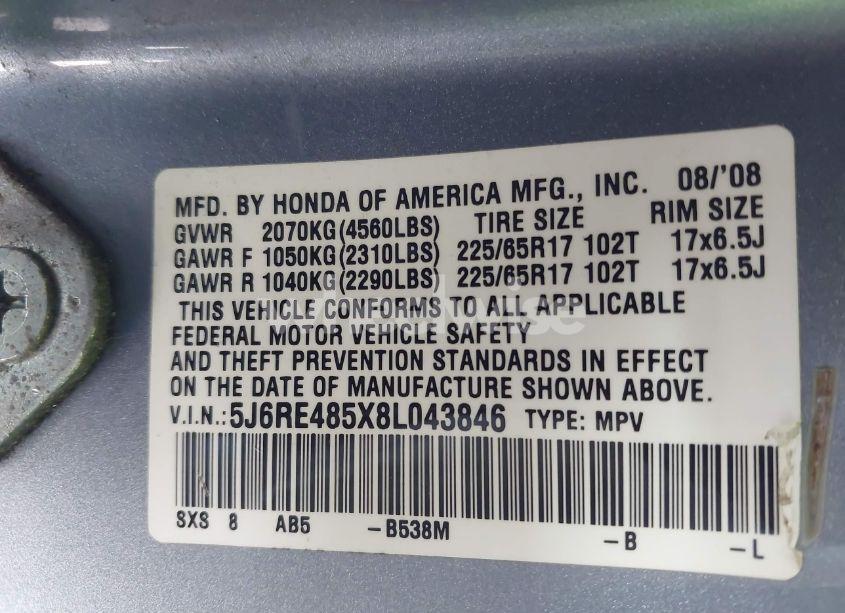 MFD. BY HONDA OF AMERICA MFG., INC. 08/'08
GVWR 2070KG(4560LBS) TIRE SIZE RIM SIZE
GAWR F 1050KG(2310LBS) 225/65R17 102T 17x6.5J
GAWR R 1040KG(2290LBS) 225/65R17 102T 17x6.5J
THIS VEHICLE CONFORMS TO ALL APPLICABLE
FEDERAL MOTOR VEHICLE SAFETY
AND THEFT PREVENTION STANDARDS IN EFFECT
ON THE DATE OF MANUFACTURE SHOWN ABOVE.
V.I.N.: 5J6RE485X8L043846 TYPE: MPV
SXS 8 AB5 -B538M -B -L